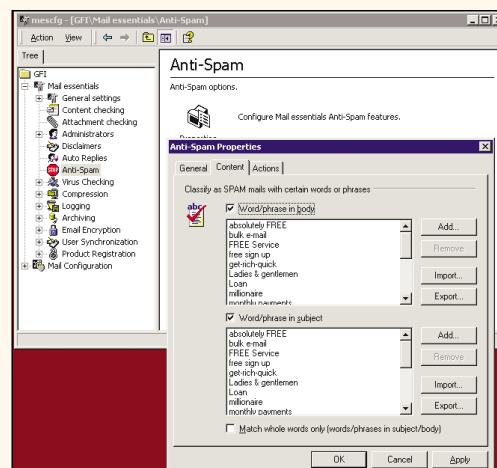 mescfg - [GFI\Mail essentials\Anti-Spam]
Action View
Tree
GFI
Mail essentials
General settings
Content checking
Attachment checking
Administrators
Disclaimers
Auto Replies
Anti-Spam
Virus Checking
Compression
Logging
Archiving
Email Encryption
User Synchronization
Product Registration
Mail Configuration
Anti-Spam
Anti-Spam options.
Configure Mail essentials Anti-Spam features.
Anti-Spam Properties
General Content Actions
Classify as SPAM mails with certain words or phrases
abc
Word/phrase in body
absolutely FREE
bulk e-mail
FREE Service
free sign up
get-rich-quick
Ladies & gentlemen
Loan
millionaire
monthly payments
Add...
Remove
Import...
Export...
Word/phrase in subject
absolutely FREE
bulk e-mail
FREE Service
free sign up
get-rich-quick
Ladies & gentlemen
Loan
millionaire
monthly payments
Add...
Remove
Import...
Export...
Match whole words only (words/phrases in subject/body)
OK Cancel Apply